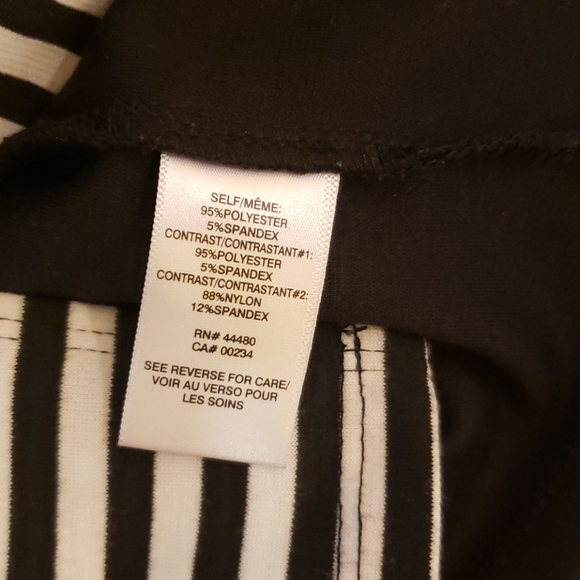 SELF/MÊME:
95%POLYESTER
5%SPANDEX
CONTRAST/CONTRASTANT#1:
95%POLYESTER
5%SPANDEX
CONTRAST/CONTRASTANT#2:
88%NYLON
12%SPANDEX
RN# 44480
CA# 00234
SEE REVERSE FOR CARE/
VOIR AU VERSO POUR
LES SOINS